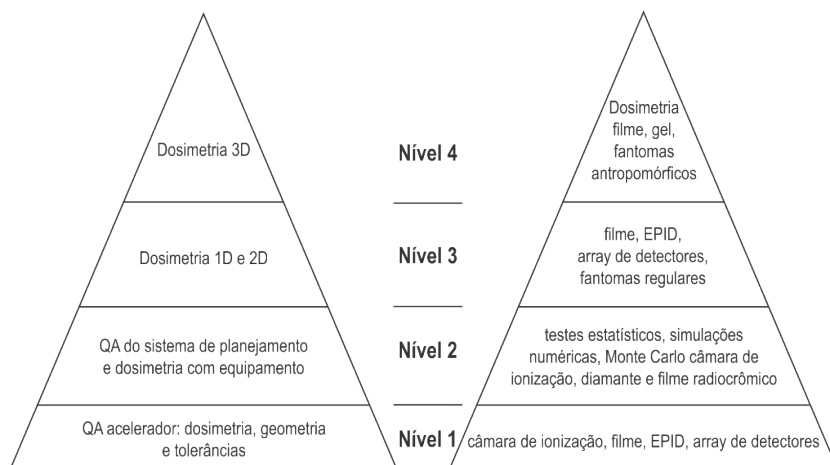 Dosimetria 3D
Nível 4
Dosimetria
filme, gel,
fantomas
antropomórficos
Dosimetria 1D e 2D
Nível 3
filme, EPID,
array de detectores,
fantomas regulares
QA do sistema de planejamento
e dosimetria com equipamento
Nível 2
testes estatísticos, simulações
numéricas, Monte Carlo câmara de
ionização, diamante e filme radiocrômico
QA acelerador: dosimetria, geometria
e tolerâncias
Nível 1
câmara de ionização, filme, EPID, array de detectores